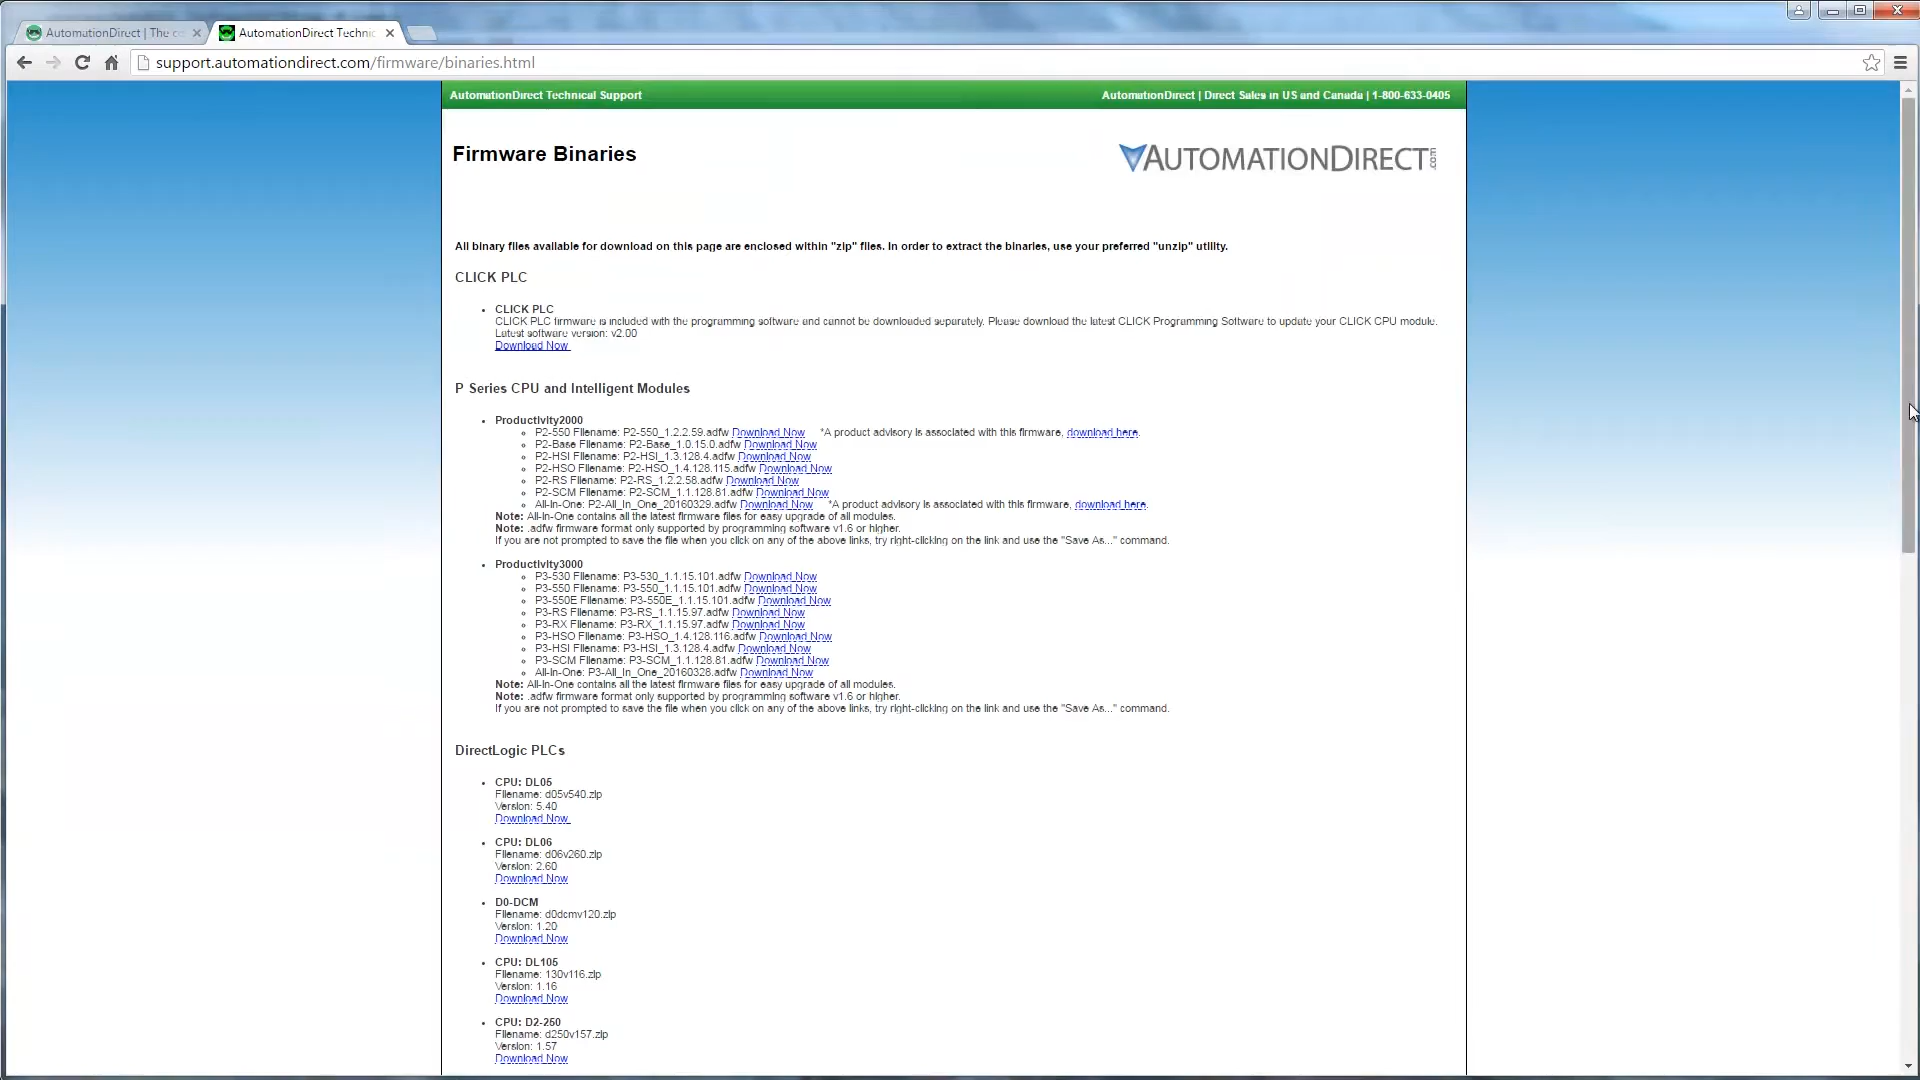 AutomationDirect | The co
AutomationDirect Technic
support.automationdirect.com/firmware/binaries.html
AutomationDirect Technical Support
AutomationDirect | Direct Sales in US and Canada | 1-800-633-0405
Firmware Binaries
AUTOMATIONDIRECT.com
All binary files available for download on this page are enclosed within "zip" files. In order to extract the binaries, use your preferred "unzip" utility.
CLICK PLC
CLICK PLC
CLICK PLC firmware is included with the programming software and cannot be downloaded separately. Please download the latest CLICK Programming Software to update your CLICK CPU module.
Latest software version: v2.00
Download Now
P Series CPU and Intelligent Modules
Productivity2000
P2-550 Filename: P2-550_1.2.2.59.adfw Download Now *A product advisory is associated with this firmware, download here.
P2-Base Filename: P2-Base_1.0.15.0.adfw Download Now
P2-HSI Filename: P2-HSI_1.3.128.4.adfw Download Now
P2-HSO Filename: P2-HSO_1.4.128.115.adfw Download Now
P2-RS Filename: P2-RS_1.2.2.58.adfw Download Now
P2-SCM Filename: P2-SCM_1.1.128.81.adfw Download Now
All-In-One: P2-All_In_One_20160329.adfw Download Now *A product advisory is associated with this firmware, download here.
Note: All-In-One contains all the latest firmware files for easy upgrade of all modules.
Note: .adfw firmware format only supported by programming software v1.6 or higher.
If you are not prompted to save the file when you click on any of the above links, try right-clicking on the link and use the "Save As..." command.
Productivity3000
P3-530 Filename: P3-530_1.1.15.101.adfw Download Now
P3-550 Filename: P3-550_1.1.15.101.adfw Download Now
P3-550E Filename: P3-550E_1.1.15.101.adfw Download Now
P3-RS Filename: P3-RS_1.1.15.97.adfw Download Now
P3-RX Filename: P3-RX_1.1.15.97.adfw Download Now
P3-HSO Filename: P3-HSO_1.4.128.116.adfw Download Now
P3-HSI Filename: P3-HSI_1.3.128.4.adfw Download Now
P3-SCM Filename: P3-SCM_1.1.128.81.adfw Download Now
All-In-One: P3-All_In_One_20160328.adfw Download Now
Note: All-In-One contains all the latest firmware files for easy upgrade of all modules.
Note: .adfw firmware format only supported by programming software v1.6 or higher.
If you are not prompted to save the file when you click on any of the above links, try right-clicking on the link and use the "Save As..." command.
DirectLogic PLCs
CPU: DL05
Filename: d05v540.zip
Version: 5.40
Download Now
CPU: DL06
Filename: d06v260.zip
Version: 2.60
Download Now
D0-DCM
Filename: d0dcmv120.zip
Version: 1.20
Download Now
CPU: DL105
Filename: 130v116.zip
Version: 1.16
Download Now
CPU: D2-250
Filename: d250v157.zip
Version: 1.57
Download Now